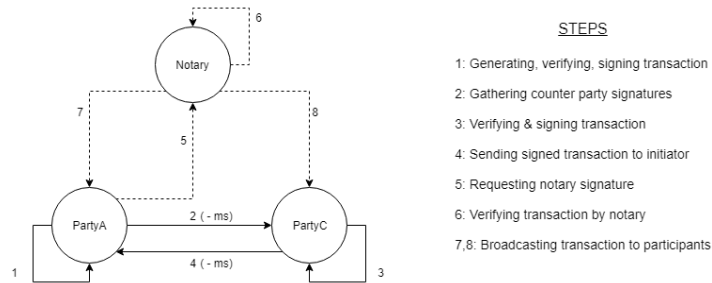 6
Notary
7
8
5
PartyA
2 ( - ms)
PartyC
4 ( - ms)
1
3
STEPS
1: Generating, verifying, signing transaction
2: Gathering counter party signatures
3: Verifying & signing transaction
4: Sending signed transaction to initiator
5: Requesting notary signature
6: Verifying transaction by notary
7,8: Broadcasting transaction to participants